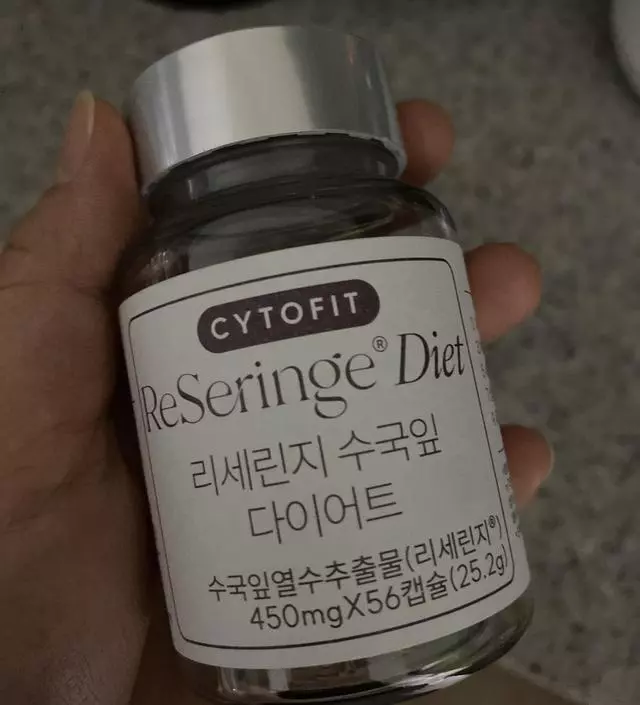 CYTOFIT
ReSeringe® Diet
리세린지 수국잎
다이어트
수국잎열수추출물(리세린지®)
450mgX56캡슐(25.2g)